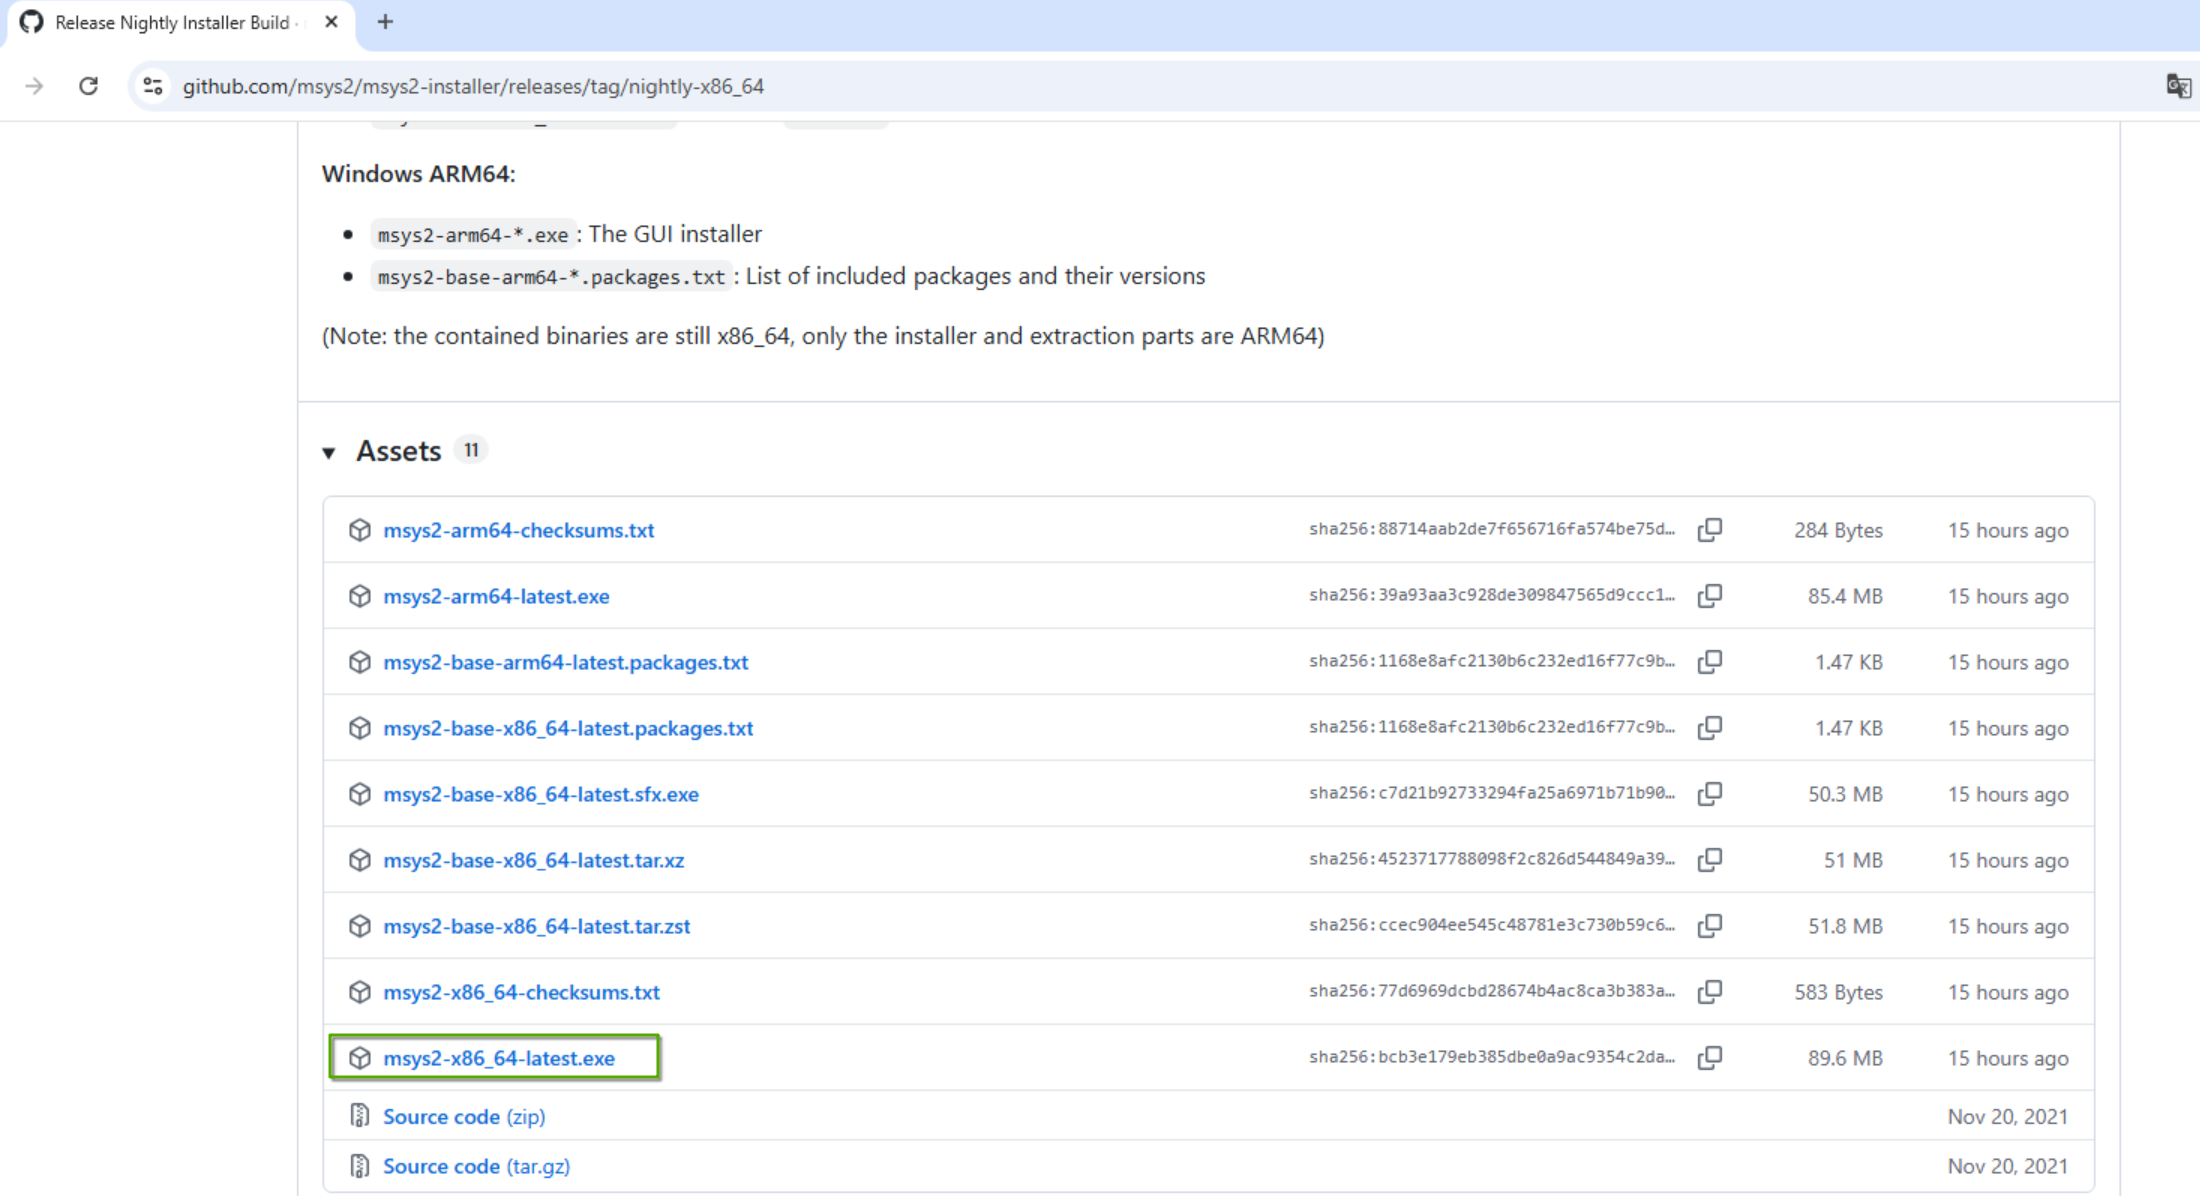 Release Nightly Installer Build ·
github.com/msys2/msys2-installer/releases/tag/nightly-x86_64
Windows ARM64:
• msys2-arm64-*.exe : The GUI installer
• msys2-base-arm64-*.packages.txt : List of included packages and their versions
(Note: the contained binaries are still x86_64, only the installer and extraction parts are ARM64)
▼ Assets 11
msys2-arm64-checksums.txt sha256:88714aab2de7f656716fa574be75d… 284 Bytes 15 hours ago
msys2-arm64-latest.exe sha256:39a93aa3c928de309847565d9ccc1… 85.4 MB 15 hours ago
msys2-base-arm64-latest.packages.txt sha256:1168e8afc2130b6c232ed16f77c9b… 1.47 KB 15 hours ago
msys2-base-x86_64-latest.packages.txt sha256:1168e8afc2130b6c232ed16f77c9b… 1.47 KB 15 hours ago
msys2-base-x86_64-latest.sfx.exe sha256:c7d21b92733294fa25a6971b71b90… 50.3 MB 15 hours ago
msys2-base-x86_64-latest.tar.xz sha256:4523717788098f2c826d544849a39… 51 MB 15 hours ago
msys2-base-x86_64-latest.tar.zst sha256:ccec904ee545c48781e3c730b59c6… 51.8 MB 15 hours ago
msys2-x86_64-checksums.txt sha256:77d6969dcbd28674b4ac8ca3b383a… 583 Bytes 15 hours ago
msys2-x86_64-latest.exe sha256:bcb3e179eb385dbe0a9ac9354c2da… 89.6 MB 15 hours ago
Source code (zip) Nov 20, 2021
Source code (tar.gz) Nov 20, 2021